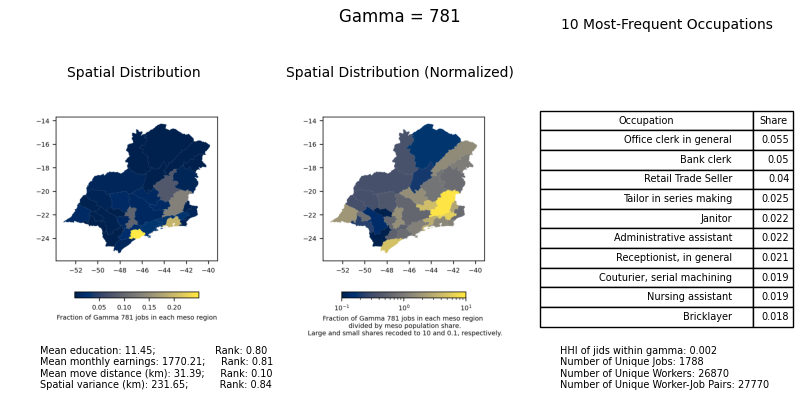 Gamma = 781
10 Most-Frequent Occupations
Spatial Distribution
Spatial Distribution (Normalized)
−14
−16
−18
−20
−22
−24
−52 −50 −48 −46 −44 −42 −40
0.05 0.10 0.15 0.20
Fraction of Gamma 781 jobs in each meso region
−14
−16
−18
−20
−22
−24
−52 −50 −48 −46 −44 −42 −40
10⁻¹ 10⁰ 10¹
Fraction of Gamma 781 jobs in each meso region
divided by meso population share.
Large and small shares recoded to 10 and 0.1, respectively.
Occupation Share
Office clerk in general 0.055
Bank clerk 0.05
Retail Trade Seller 0.04
Tailor in series making 0.025
Janitor 0.022
Administrative assistant 0.022
Receptionist, in general 0.021
Couturier, serial machining 0.019
Nursing assistant 0.019
Bricklayer 0.018
Mean education: 11.45; Rank: 0.80
Mean monthly earnings: 1770.21; Rank: 0.81
Mean move distance (km): 31.39; Rank: 0.10
Spatial variance (km): 231.65; Rank: 0.84
HHI of jids within gamma: 0.002
Number of Unique Jobs: 1788
Number of Unique Workers: 26870
Number of Unique Worker-Job Pairs: 27770